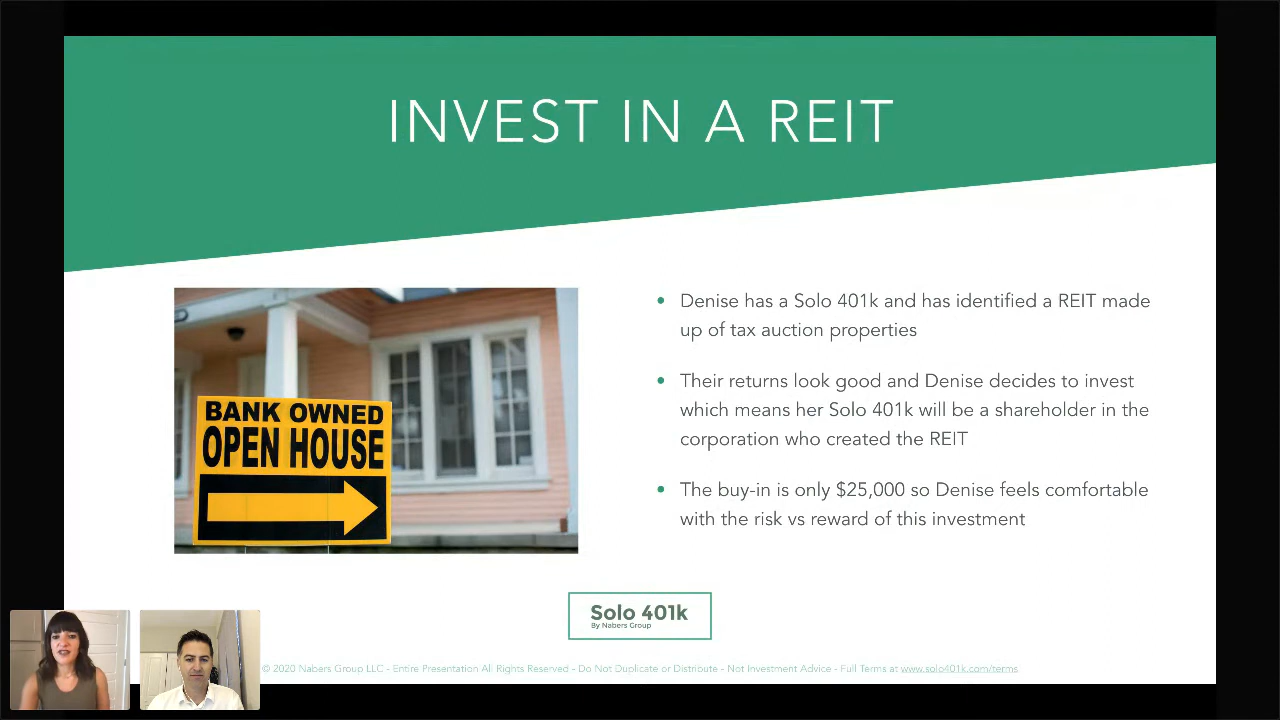 INVEST IN A REIT
BANK OWNED
OPEN HOUSE
• Denise has a Solo 401k and has identified a REIT made
up of tax auction properties
• Their returns look good and Denise decides to invest
which means her Solo 401k will be a shareholder in the
corporation who created the REIT
• The buy-in is only $25,000 so Denise feels comfortable
with the risk vs reward of this investment
Solo 401k
By Nabers Group
© 2020 Nabers Group LLC - Entire Presentation All Rights Reserved - Do Not Duplicate or Distribute - Not Investment Advice - Full Terms at www.solo401k.com/terms